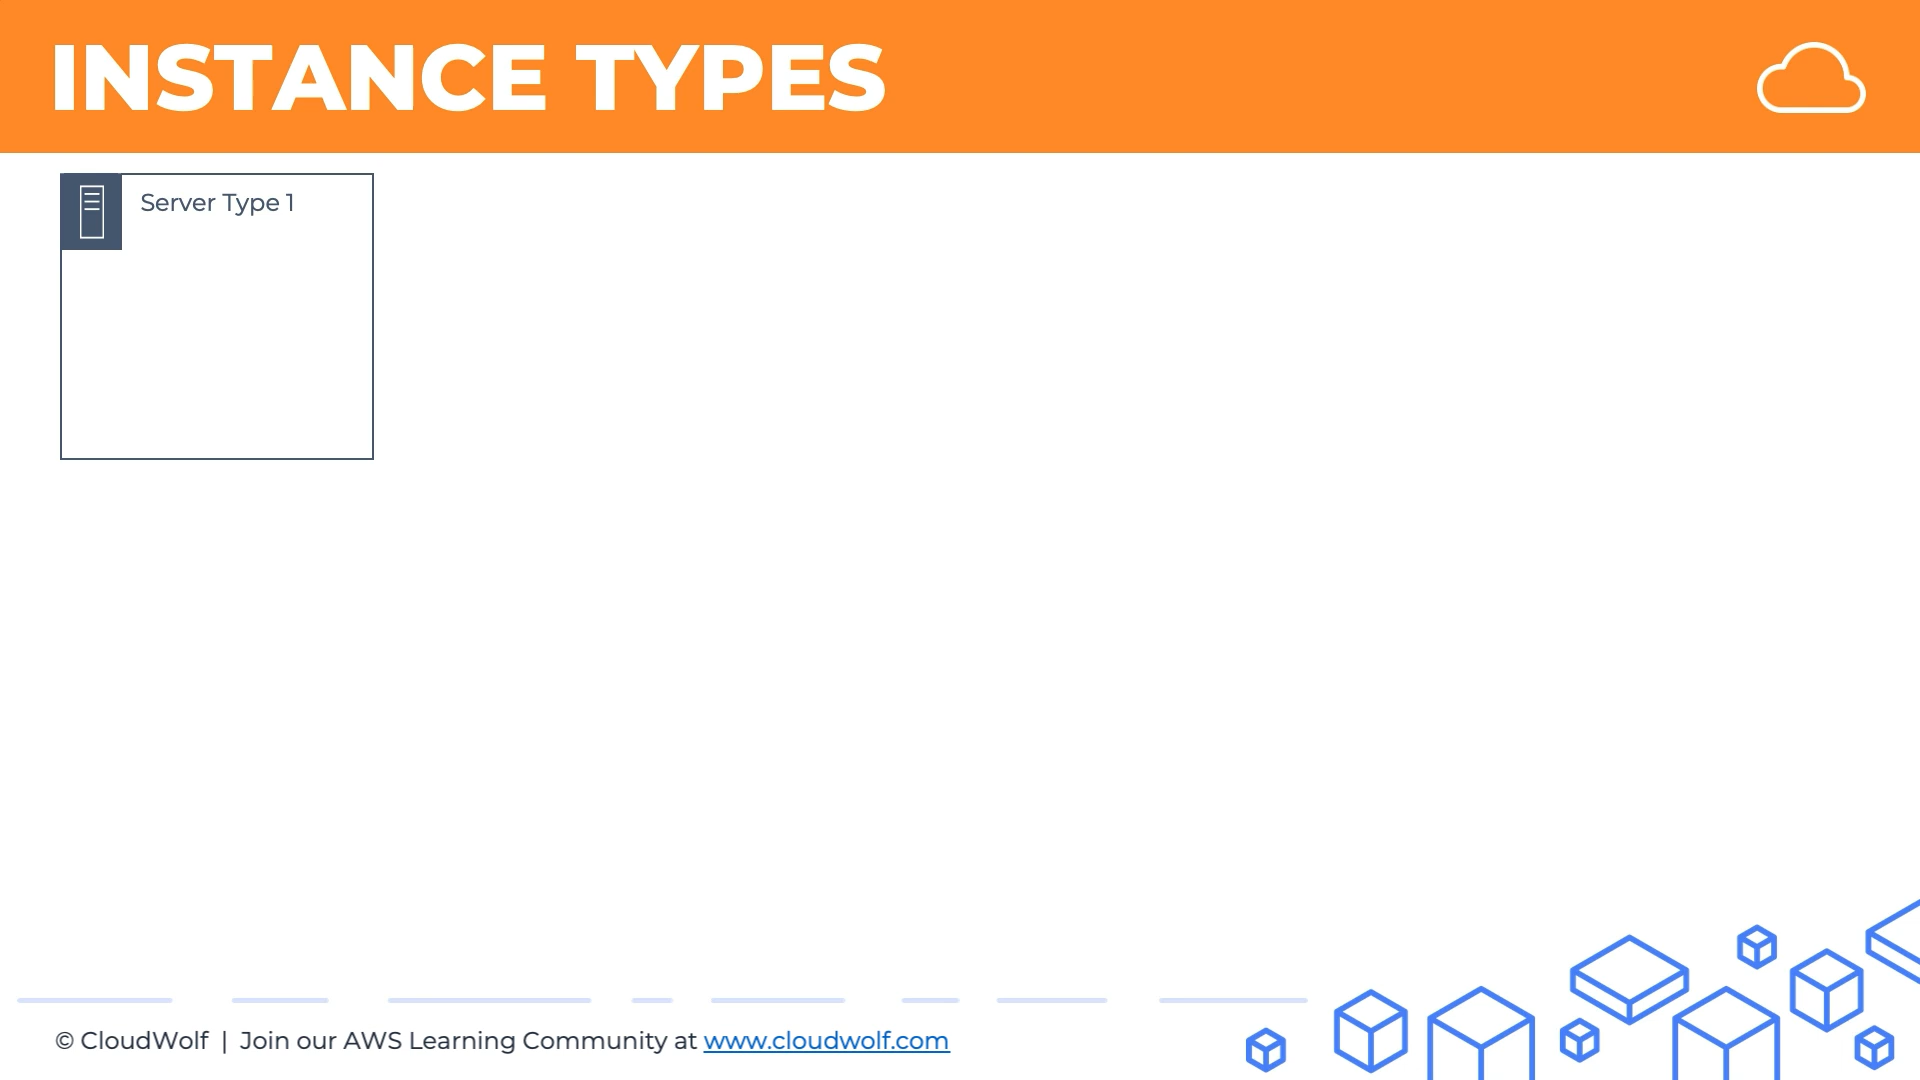 INSTANCE TYPES
Server Type 1
© CloudWolf | Join our AWS Learning Community at www.cloudwolf.com